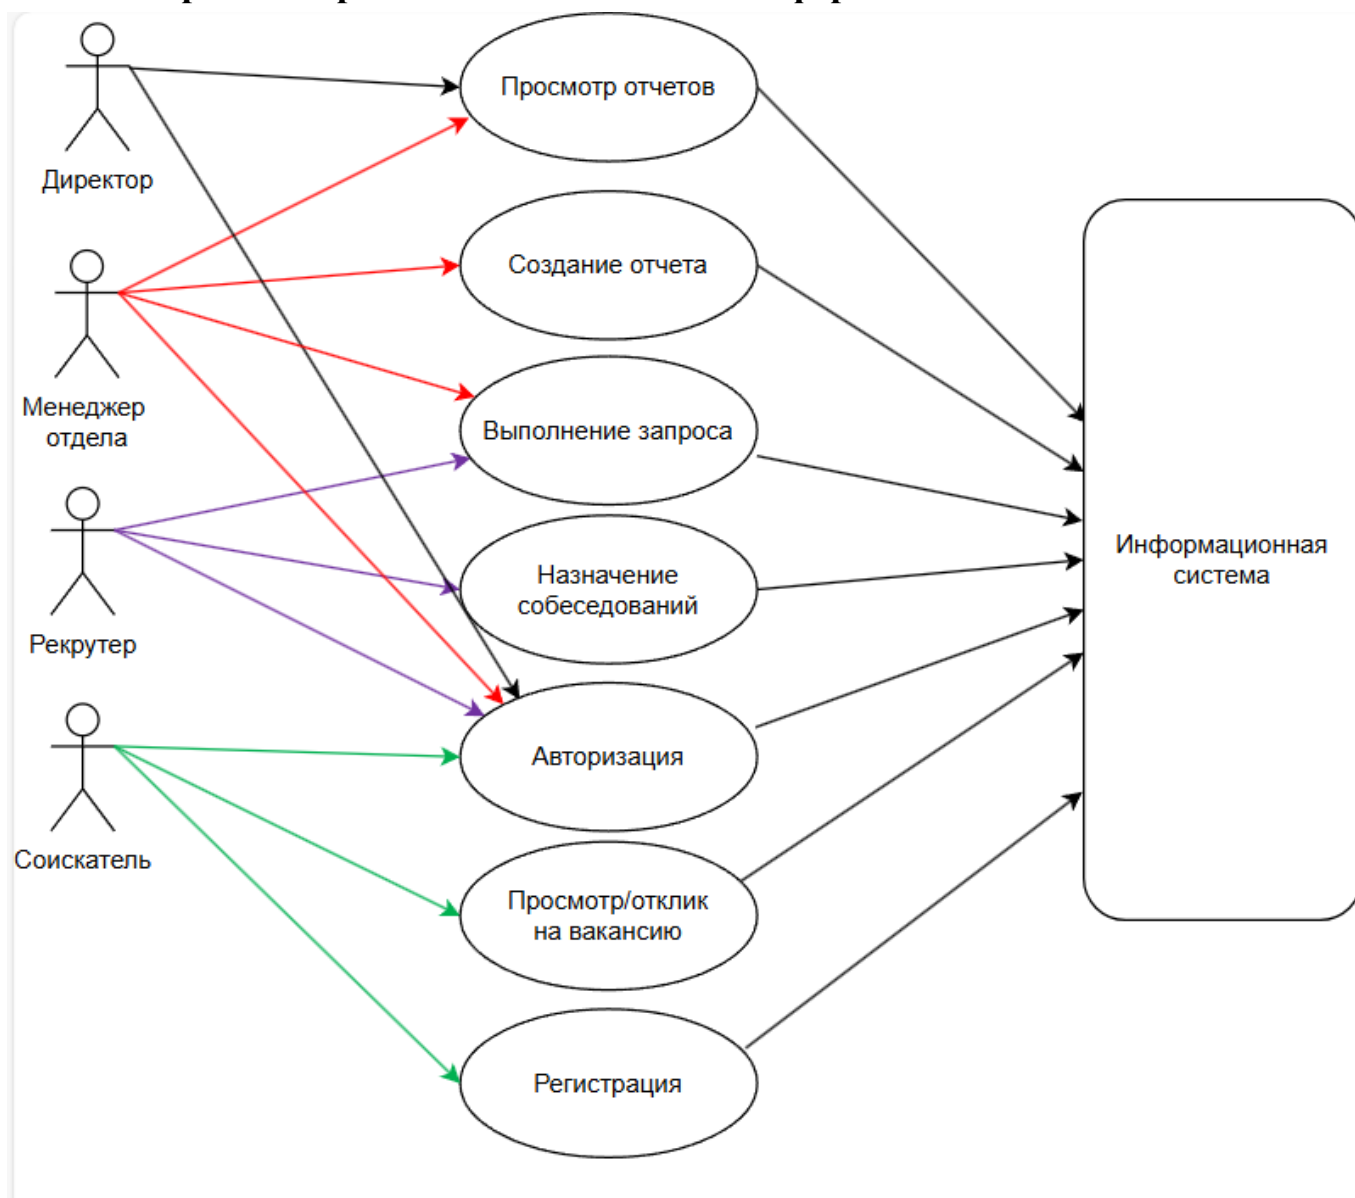 Просмотр отчетов
Директор
Создание отчета
Менеджер
отдела
Выполнение запроса
Информационная
система
Назначение
собеседований
Рекрутер
Авторизация
Соискатель
Просмотр/отклик
на вакансию
Регистрация